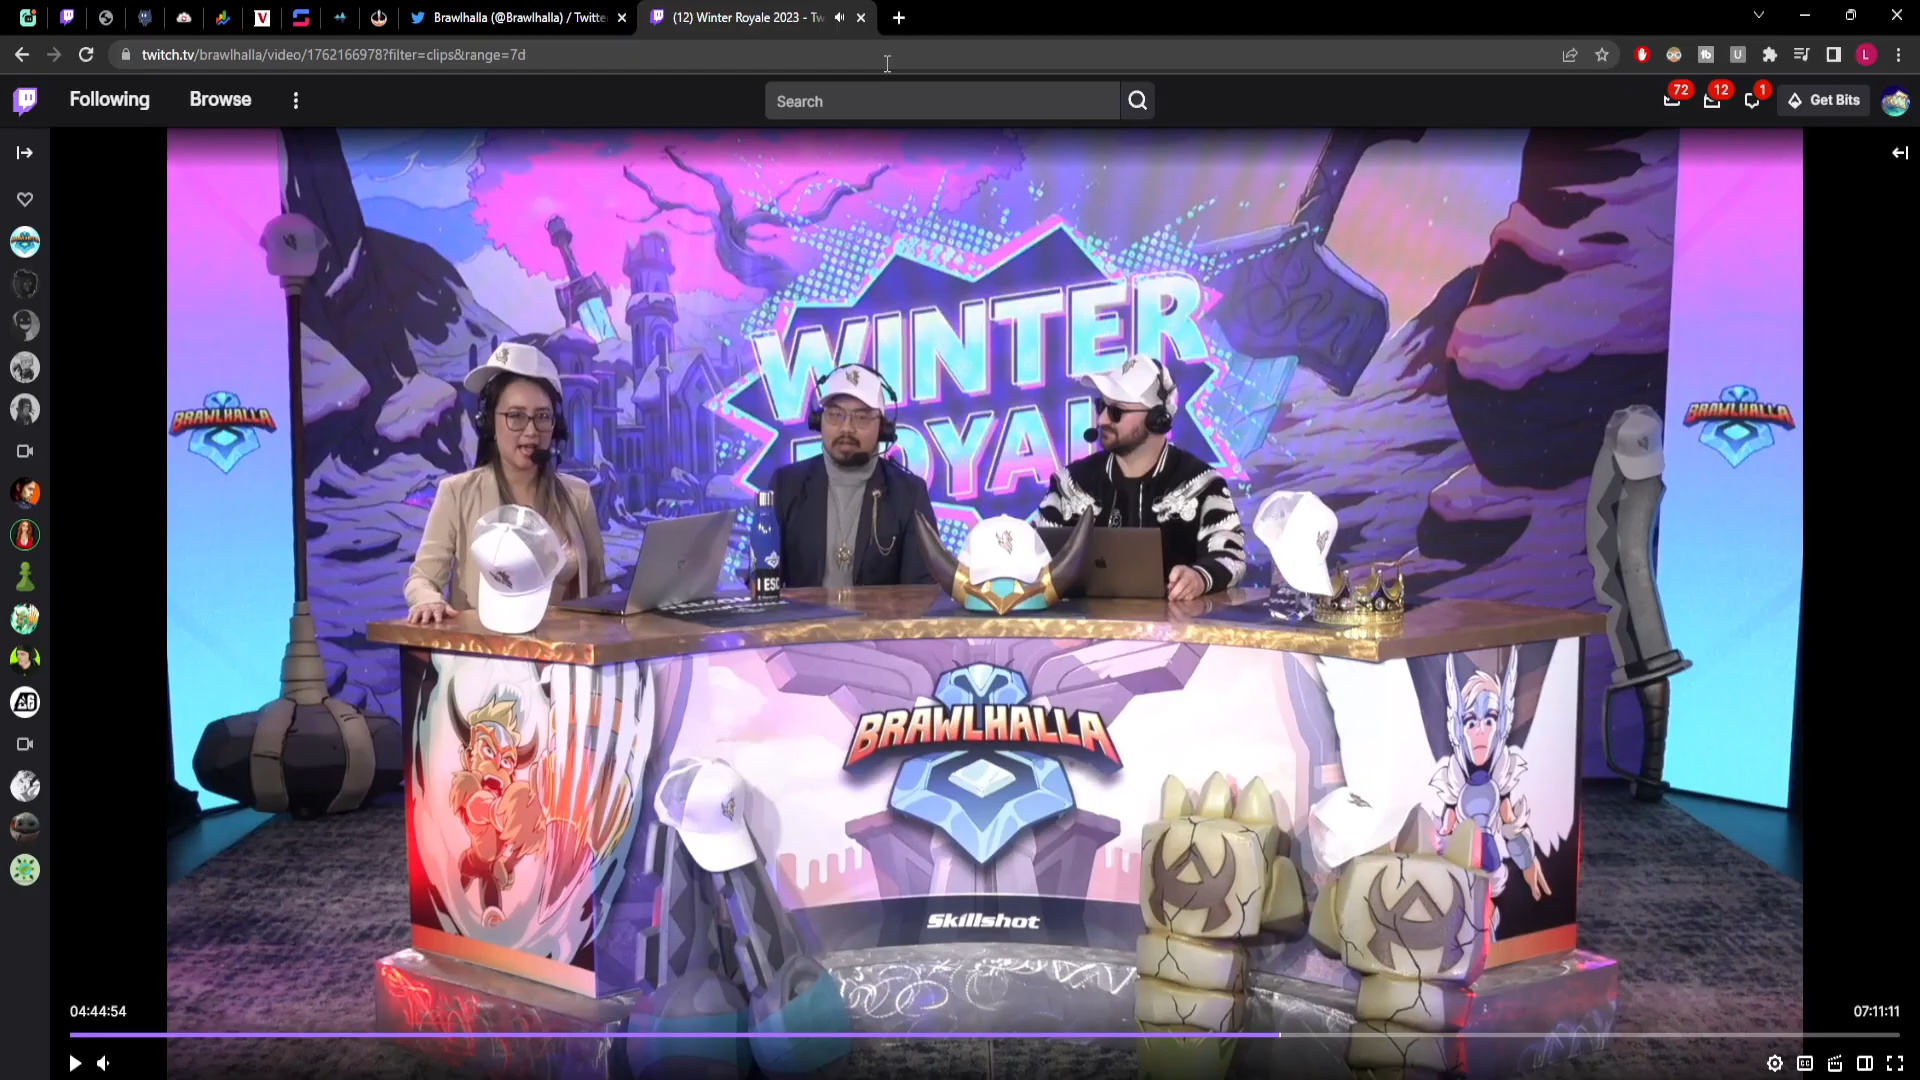 Brawlhalla (@Brawlhalla) / Twitte
(12) Winter Royale 2023 - Tw
twitch.tv/brawlhalla/video/1762166978?filter=clips&range=7d
Following
Browse
Search
72
12
1
Get Bits
WINTER
BRAWLHALLA
BRAWLHALLA
I ESC
BRAWLHALLA
Skillshot
04:44:54
07:11:11